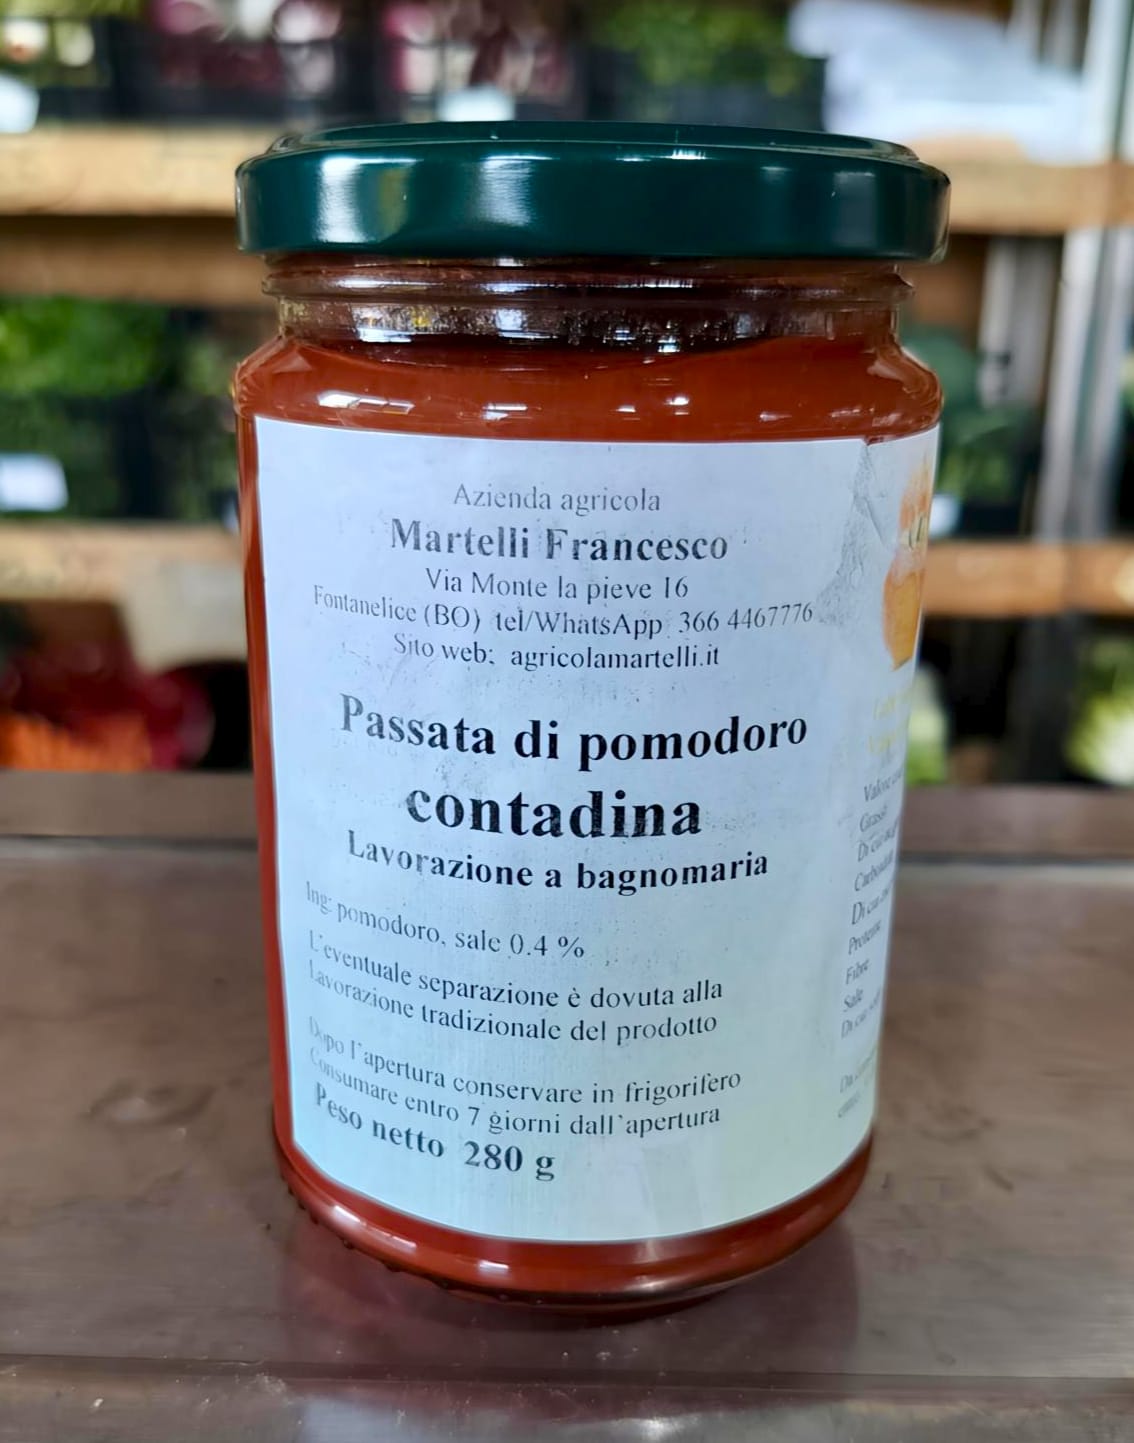 Azienda agricola
Martelli Francesco
Via Monte la pieve 16
Fontanelice (BO) tel/WhatsApp 366 4467776
Sito web: agricolamartelli.it
Passata di pomodoro
contadina
Lavorazione a bagnomaria
Ing: pomodoro, sale 0.4 %
L'eventuale separazione è dovuta alla
Lavorazione tradizionale del prodotto
Dopo l'apertura conservare in frigorifero
Consumare entro 7 giorni dall'apertura
Peso netto 280 g
Grassi
Fibre
Sale